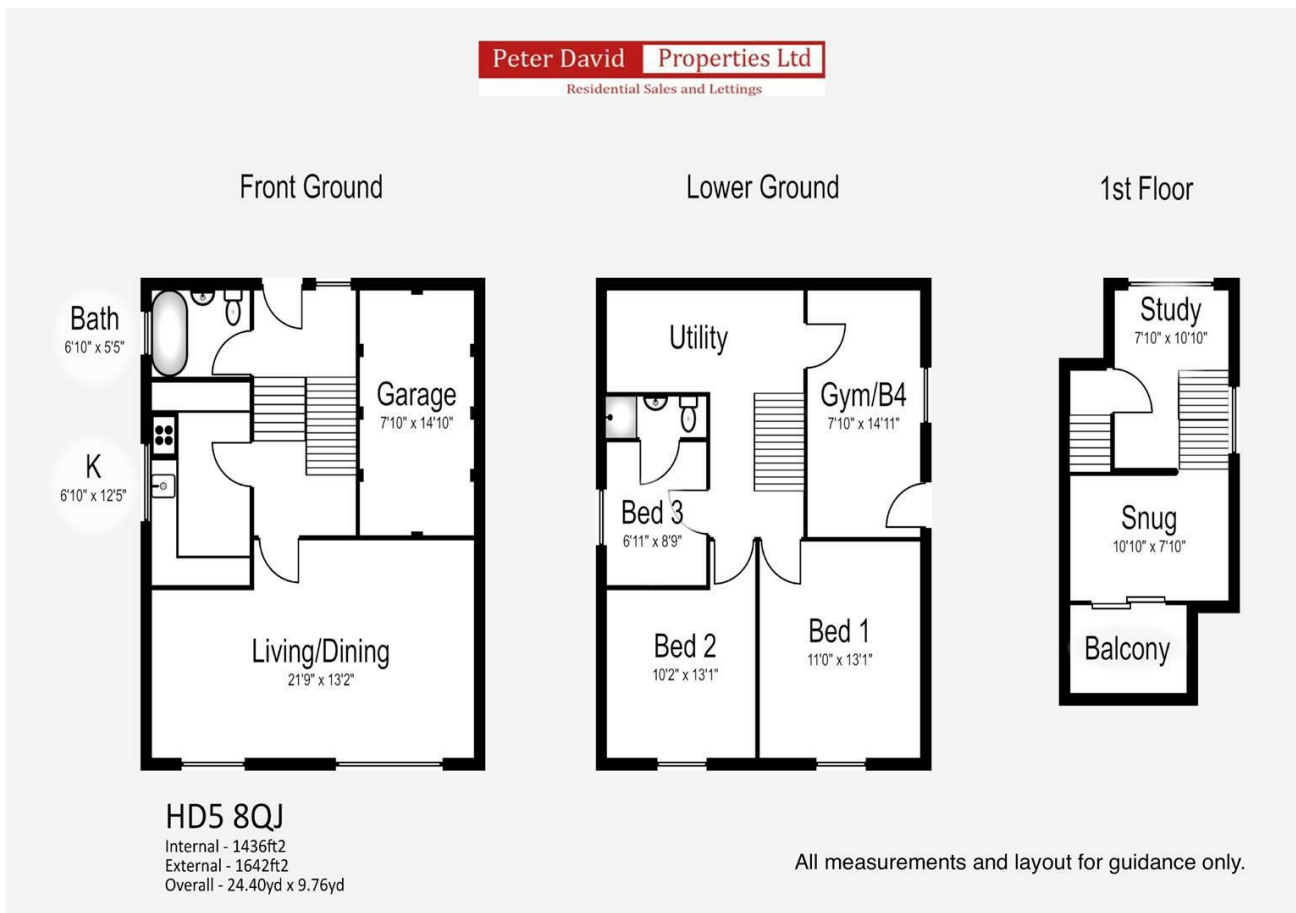 Peter David Properties Ltd
Residential Sales and Lettings
Front Ground
Lower Ground
1st Floor
Bath
6'10" x 5'5"
K
6'10" x 12'5"
Garage
7'10" x 14'10"
Living/Dining
21'9" x 13'2"
Utility
Gym/B4
7'10" x 14'11"
Bed 3
6'11" x 8'9"
Bed 2
10'2" x 13'1"
Bed 1
11'0" x 13'1"
Study
7'10" x 10'10"
Snug
10'10" x 7'10"
Balcony
HD5 8QJ
Internal - 1436ft2
External - 1642ft2
Overall - 24.40yd x 9.76yd
All measurements and layout for guidance only.